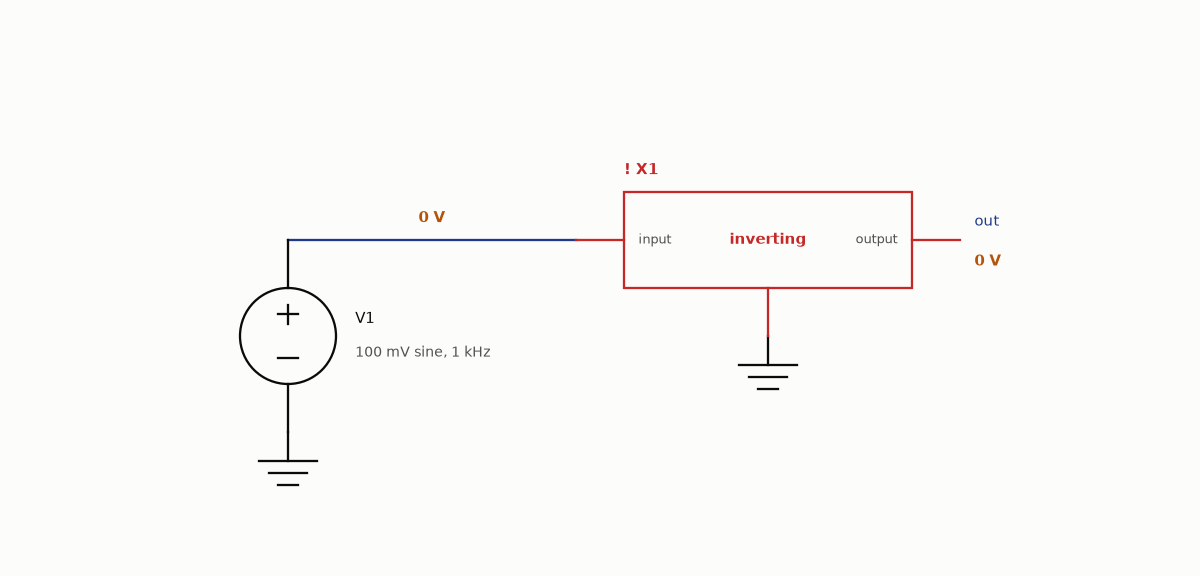 ! X1
0 V
input
inverting
output
out
0 V
V1
100 mV sine, 1 kHz